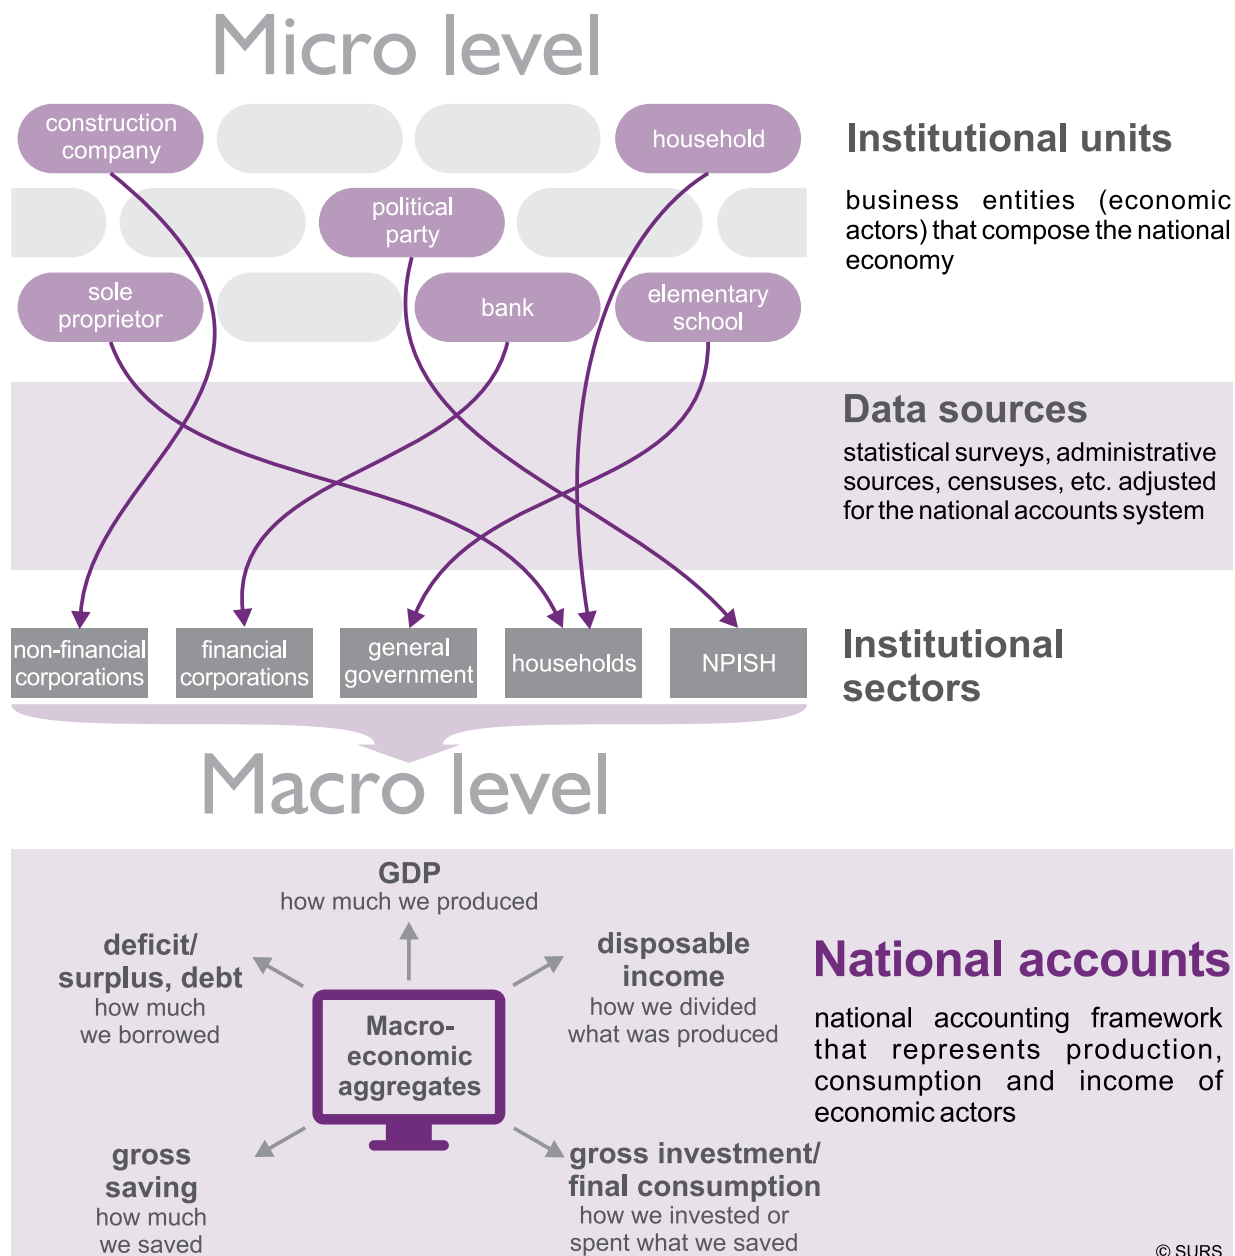 Micro level
construction
company
household
political
party
sole
proprietor
bank
elementary
school
Institutional units
business entities (economic
actors) that compose the national
economy
Data sources
statistical surveys, administrative
sources, censuses, etc. adjusted
for the national accounts system
non-financial
corporations
financial
corporations
general
government
households
NPISH
Institutional
sectors
Macro level
GDP
how much we produced
deficit/
surplus, debt
how much
we borrowed
disposable
income
how we divided
what was produced
Macro-
economic
aggregates
gross
saving
how much
we saved
gross investment/
final consumption
how we invested or
spent what we saved
National accounts
national accounting framework
that represents production,
consumption and income of
economic actors
© SURS